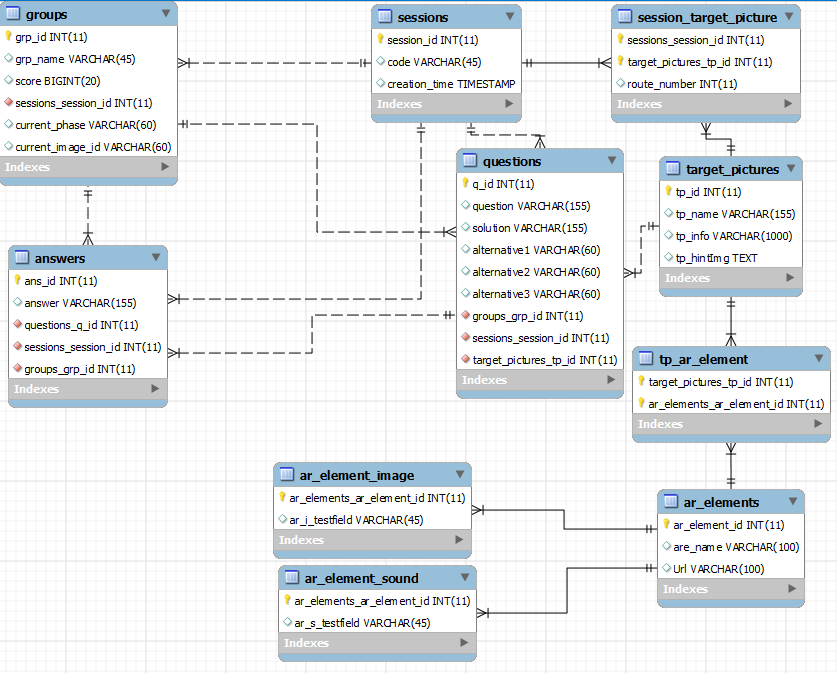 groups
grp_id INT(11)
grp_name VARCHAR(45)
score BIGINT(20)
sessions_session_id INT(11)
current_phase VARCHAR(60)
current_image_id VARCHAR(60)
Indexes
sessions
session_id INT(11)
code VARCHAR(45)
creation_time TIMESTAMP
Indexes
session_target_picture
sessions_session_id INT(11)
target_pictures_tp_id INT(11)
route_number INT(11)
Indexes
questions
q_id INT(11)
question VARCHAR(155)
solution VARCHAR(155)
alternative1 VARCHAR(60)
alternative2 VARCHAR(60)
alternative3 VARCHAR(60)
groups_grp_id INT(11)
sessions_session_id INT(11)
target_pictures_tp_id INT(11)
Indexes
target_pictures
tp_id INT(11)
tp_name VARCHAR(155)
tp_info VARCHAR(1000)
tp_hintImg TEXT
Indexes
answers
ans_id INT(11)
answer VARCHAR(155)
questions_q_id INT(11)
sessions_session_id INT(11)
groups_grp_id INT(11)
Indexes
tp_ar_element
target_pictures_tp_id INT(11)
ar_elements_ar_element_id INT(11)
Indexes
ar_element_image
ar_elements_ar_element_id INT(11)
ar_i_testfield VARCHAR(45)
Indexes
ar_elements
ar_element_id INT(11)
are_name VARCHAR(100)
Url VARCHAR(100)
Indexes
ar_element_sound
ar_elements_ar_element_id INT(11)
ar_s_testfield VARCHAR(45)
Indexes